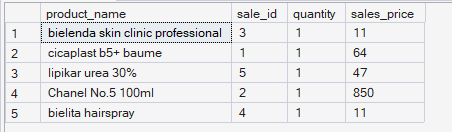 product_name sale_id quantity sales_price
1 bielenda skin clinic professional 3 1 11
2 cicaplast b5+ baume 1 1 64
3 lipikar urea 30% 5 1 47
4 Chanel No.5 100ml 2 1 850
5 bielita hairspray 4 1 11